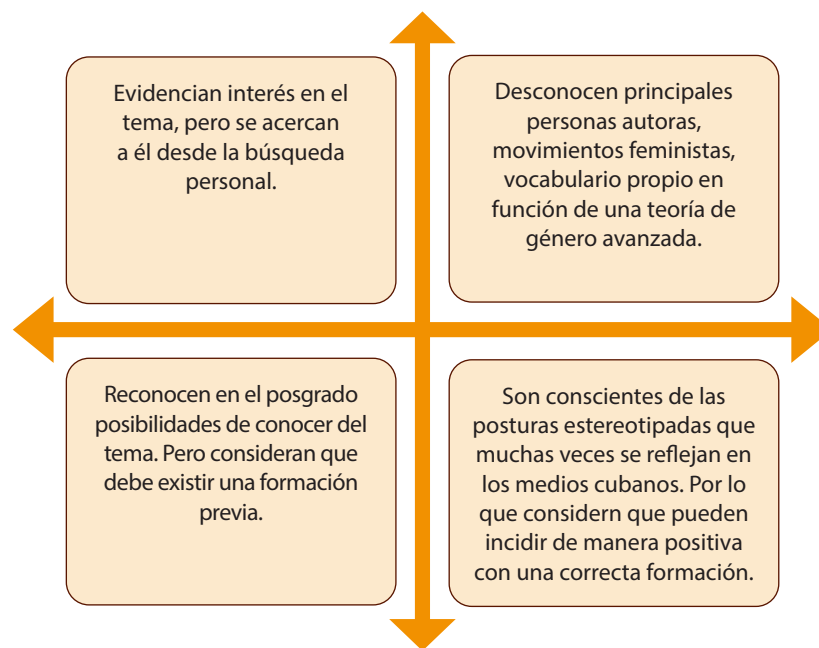 Evidencian interés en el
tema, pero se acercan
a él desde la búsqueda
personal.
Desconocen principales
personas autoras,
movimientos feministas,
vocabulario propio en
función de una teoría de
género avanzada.
Reconocen en el posgrado
posibilidades de conocer del
tema. Pero consideran que
debe existir una formación
previa.
Son conscientes de las
posturas estereotipadas que
muchas veces se reflejan en
los medios cubanos. Por lo
que considern que pueden
incidir de manera positiva
con una correcta formación.